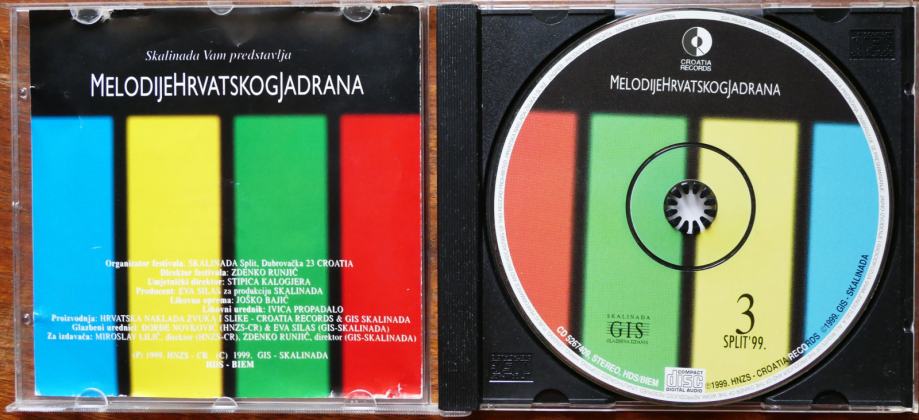 Skalinada Vam predstavlja
MELODIJEHRVATSKOGJADRANA
Organizator festivala: SKALINADA Split, Dubrovačka 23 CROATIA
Direktor festivala: ZDENKO RUNJIĆ
Umjetnički direktor: STIPICA KALOGJERA
Producent: EVA SILAS za produkciju SKALINADA
Likovna oprema: JOŠKO BAJIĆ
Likovni urednik: IVICA PROPADALO
Proizvodnja: HRVATSKA NAKLADA ZVUKA I SLIKE - CROATIA RECORDS & GIS SKALINADA
Glazbeni urednici: ĐORĐE NOVKOVIĆ (HNZS-CR) & EVA SILAS (GIS-SKALINADA)
Za izdavača: MIROSLAV LILIĆ, direktor (HNZS-CR), ZDENKO RUNJIĆ, direktor (GIS-SKALINADA)
(P) 1999. HNZS - CR (C) 1999. GIS - SKALINADA
HDS - BIEM
CROATIA
RECORDS
MELODIJEHRVATSKOGJADRANA
SKALINADA
GIS
GLAZBENA IZDANJA
3
SPLIT'99.
CD 5267409, STEREO, HDS/BIEM
COMPACT
disc
DIGITAL AUDIO
℗1999. HNZS - CROATIA RECORDS ©1999. GIS - SKALINADA